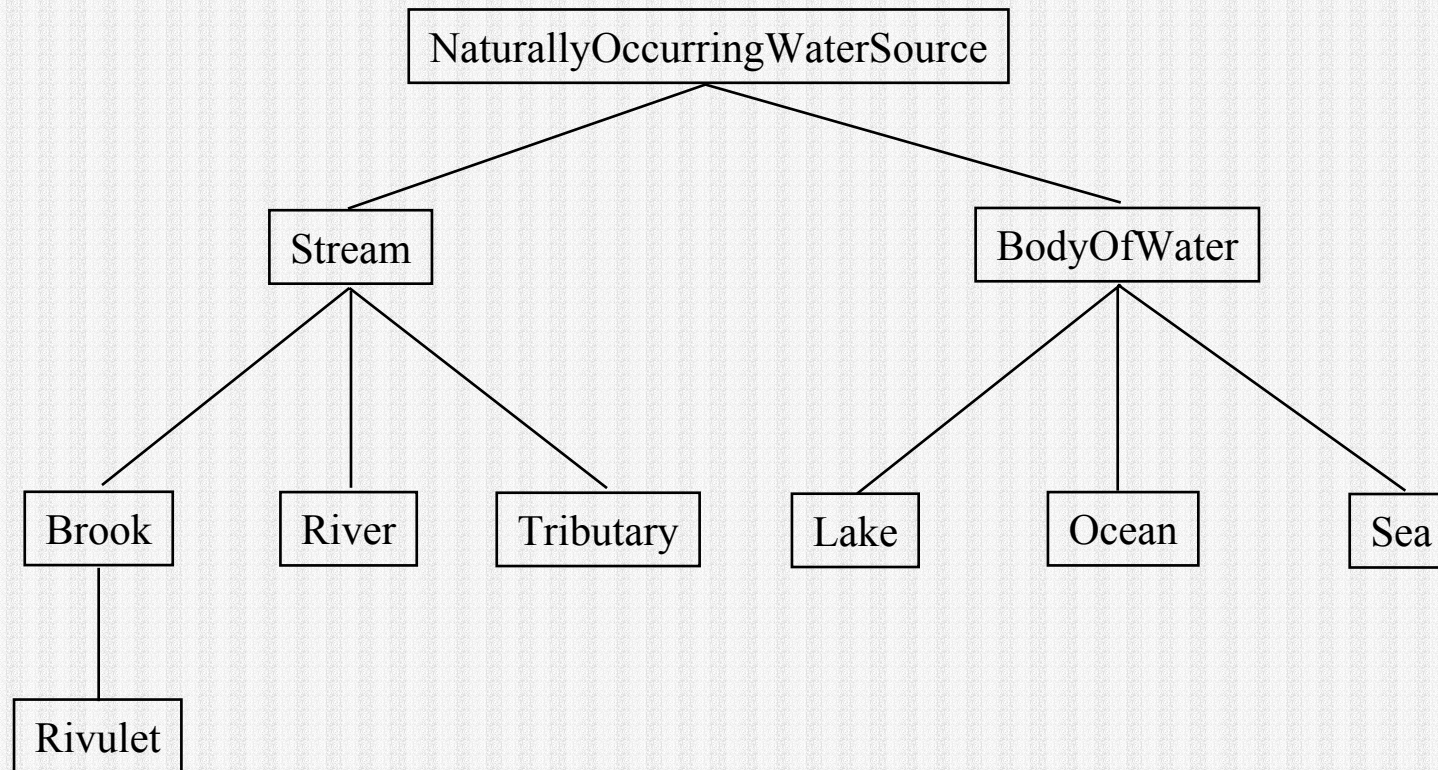 NaturallyOccurringWaterSource
Stream
BodyOfWater
Brook
River
Tributary
Lake
Ocean
Sea
Rivulet